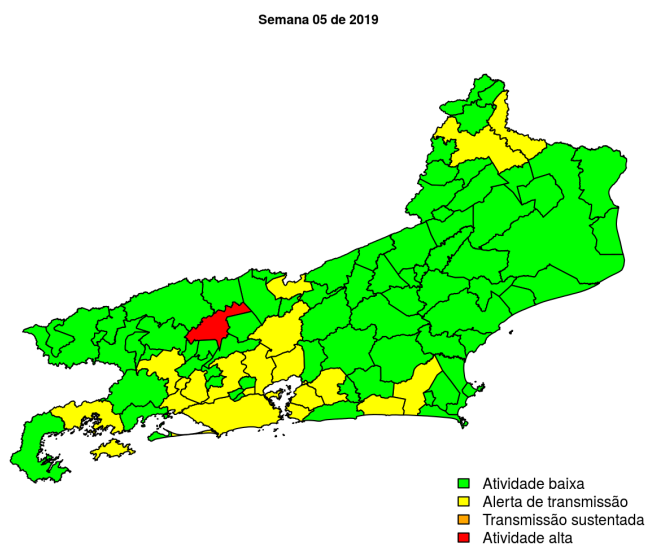 Semana 05 de 2019
Atividade baixa
Alerta de transmissão
Transmissão sustentada
Atividade alta